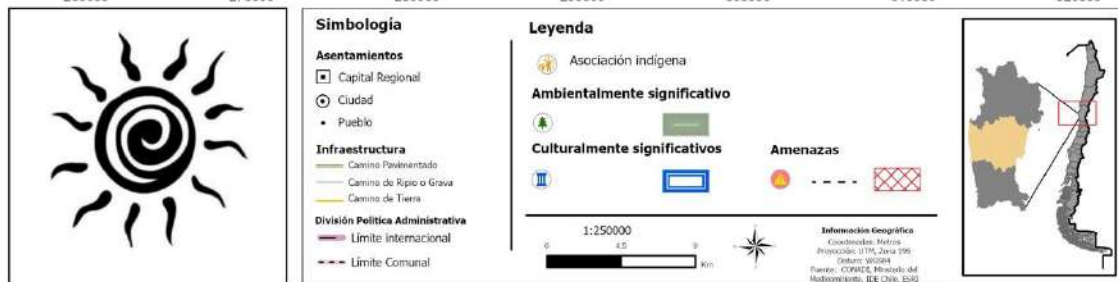 Simbología
Asentamientos
Capital Regional
Ciudad
Pueblo
Infraestructura
Camino Pavimentado
Camino de Ripio o Grava
Camino de Tierra
División Política Administrativa
Límite internacional
Límite Comunal
Leyenda
Asociación indígena
Ambientalmente significativo
Culturalmente significativos
Amenazas
1:250000
0 4,5 9
Km
Información Geográfica
Coordenadas: Metros
Proyección: UTM, Zona 19S
Datum: WGS84
Fuente: CONADI, Ministerio del
Medioambiente, IDE Chile, ESRI